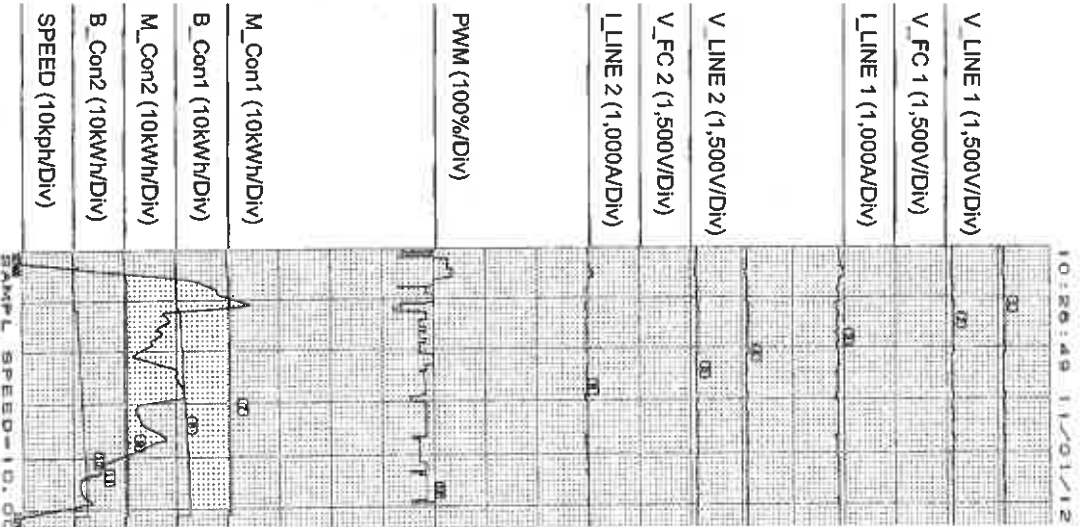 10:26:49 11/01/12
V_LINE 1 (1,500V/Div)
V_FC 1 (1,500V/Div)
I_LINE 1 (1,000A/Div)
V_LINE 2 (1,500V/Div)
V_FC 2 (1,500V/Div)
I_LINE 2 (1,000A/Div)
PWM (100%/Div)
M_Con1 (10kWh/Div)
B_Con1 (10kWh/Div)
M_Con2 (10kWh/Div)
B_Con2 (10kWh/Div)
SPEED (10kph/Div)
SAMPL SPEED=10.0